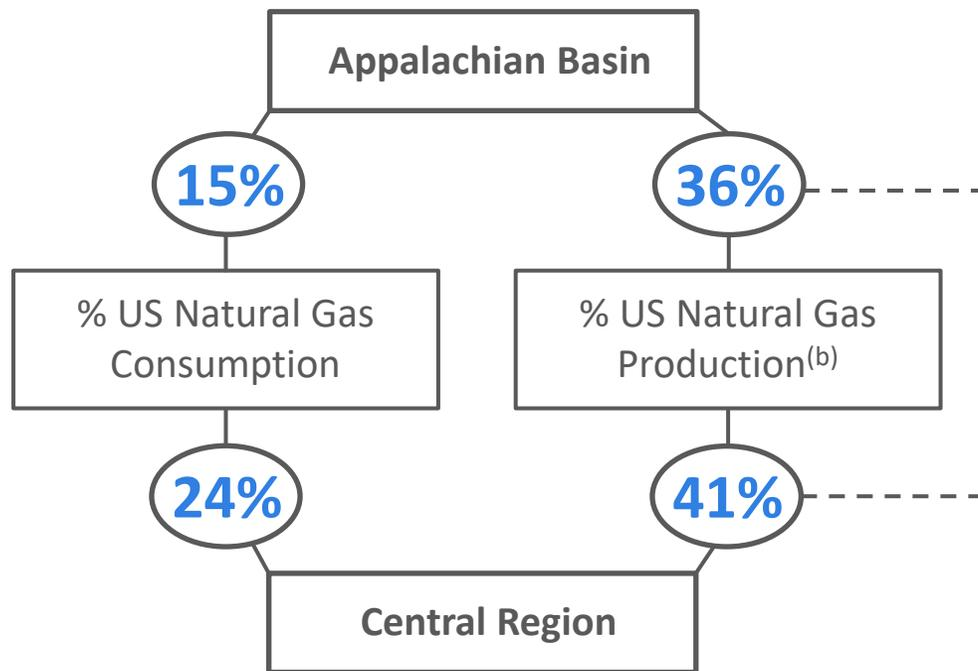 Appalachian Basin
15%
36%
% US Natural Gas
Consumption
% US Natural Gas
Production(b)
24%
41%
Central Region